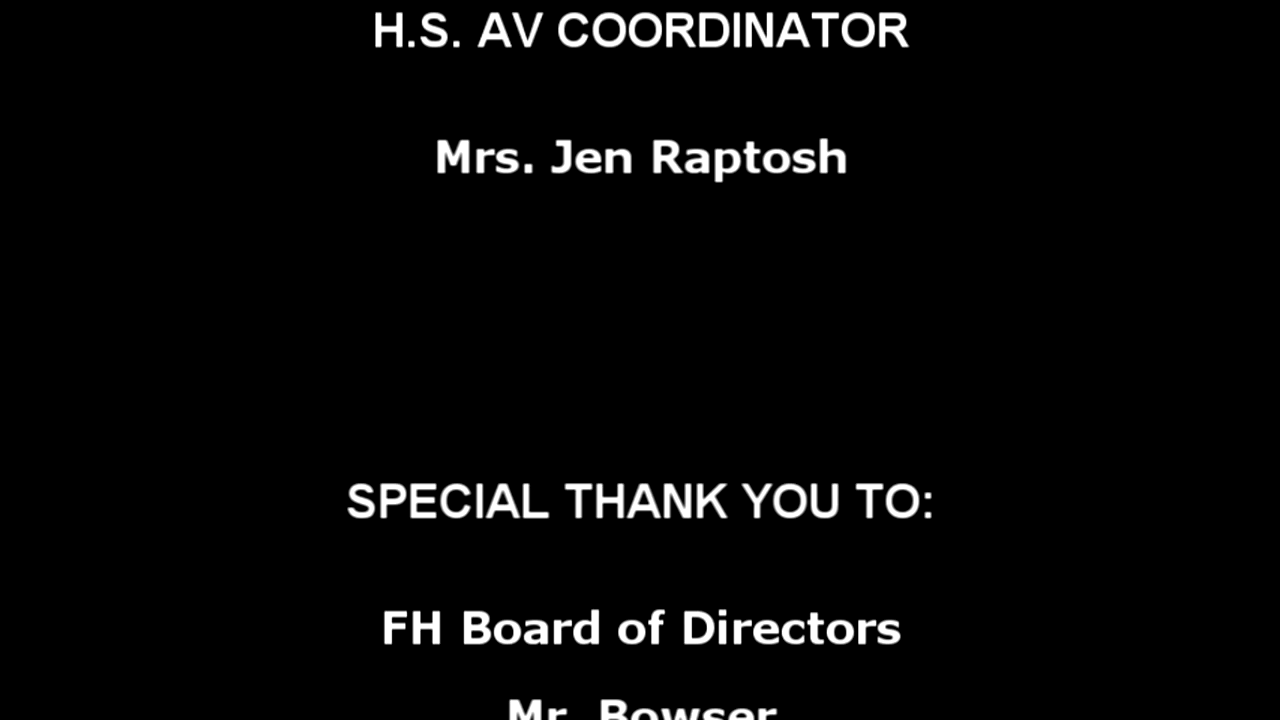 H.S. AV COORDINATOR
Mrs. Jen Raptosh
SPECIAL THANK YOU TO:
FH Board of Directors
Mr. Bowser